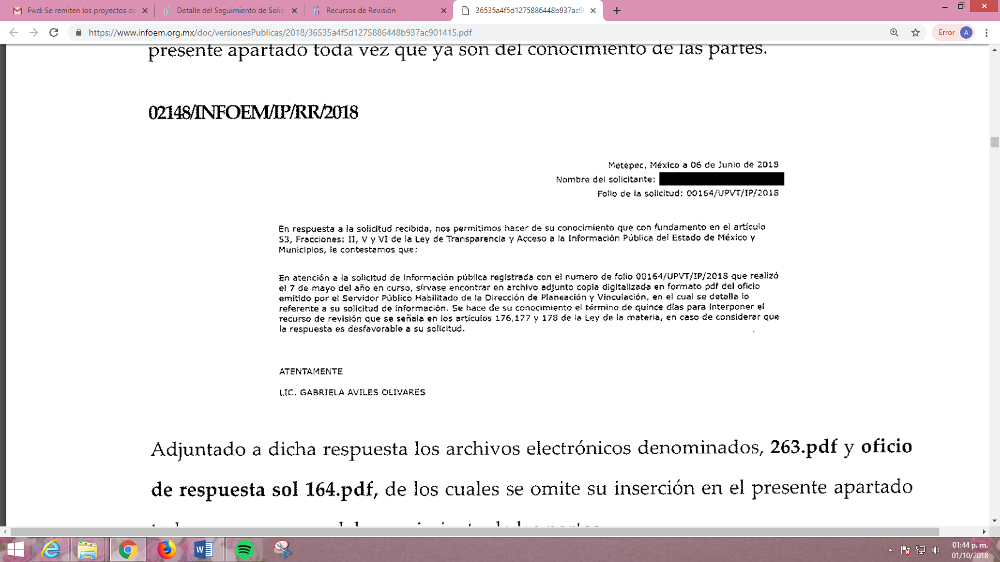 Fwd: Se remiten los proyectos de
Detalle del Seguimiento de Solic
Recursos de Revisión
36535a4f5d1275886448b937ac90
https://www.infoem.org.mx/doc/versionesPublicas/2018/36535a4f5d1275886448b937ac901415.pdf
Error A
presente apartado toda vez que ya son del conocimiento de las partes.
02148/INFOEM/IP/RR/2018
Metepec, México a 06 de Junio de 2018
Nombre del solicitante:
Folio de la solicitud: 00164/UPVT/IP/2018
En respuesta a la solicitud recibida, nos permitimos hacer de su conocimiento que con fundamento en el artículo
53, Fracciones: II, V y VI de la Ley de Transparencia y Acceso a la Información Pública del Estado de México y
Municipios, le contestamos que:
En atención a la solicitud de información pública registrada con el numero de folio 00164/UPVT/IP/2018 que realizó
el 7 de mayo del año en curso, sírvase encontrar en archivo adjunto copia digitalizada en formato pdf del oficio
emitido por el Servidor Público Habilitado de la Dirección de Planeación y Vinculación, en el cual se detalla lo
referente a su solicitud de información. Se hace de su conocimiento el término de quince días para interponer el
recurso de revisión que se señala en los artículos 176,177 y 178 de la Ley de la materia, en caso de considerar que
la respuesta es desfavorable a su solicitud.
ATENTAMENTE
LIC. GABRIELA AVILES OLIVARES
Adjuntado a dicha respuesta los archivos electrónicos denominados, 263.pdf y oficio
de respuesta sol 164.pdf, de los cuales se omite su inserción en el presente apartado
01:44 p. m.
01/10/2018